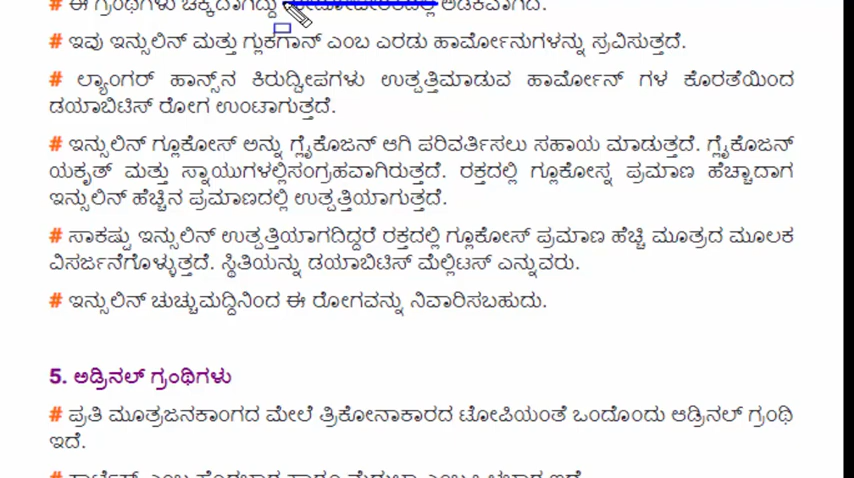 # ಈ ಗ್ರಂಥಿಗಳು ಚಿಕ್ಕದಾಗಿದ್ದು ಅಡಕವಾಗಿದೆ.
# ಇವು ಇನ್ಸುಲಿನ್ ಮತ್ತು ಗ್ಲುಕಗಾನ್ ಎಂಬ ಎರಡು ಹಾರ್ಮೋನುಗಳನ್ನು ಸ್ರವಿಸುತ್ತದೆ.
# ಲ್ಯಾಂಗರ್ ಹಾನ್ಸ್‌ನ ಕಿರುದ್ವೀಪಗಳು ಉತ್ಪತ್ತಿಮಾಡುವ ಹಾರ್ಮೋನ್ ಗಳ ಕೊರತೆಯಿಂದ
ಡಯಾಬಿಟಿಸ್ ರೋಗ ಉಂಟಾಗುತ್ತದೆ.
# ಇನ್ಸುಲಿನ್ ಗ್ಲೂಕೋಸ್ ಅನ್ನು ಗ್ಲೈಕೊಜನ್ ಆಗಿ ಪರಿವರ್ತಿಸಲು ಸಹಾಯ ಮಾಡುತ್ತದೆ. ಗ್ಲೈಕೊಜನ್
ಯಕೃತ್ ಮತ್ತು ಸ್ನಾಯುಗಳಲ್ಲಿಸಂಗ್ರಹವಾಗಿರುತ್ತದೆ. ರಕ್ತದಲ್ಲಿ ಗ್ಲೂಕೋಸ್ನ ಪ್ರಮಾಣ ಹೆಚ್ಚಾದಾಗ
ಇನ್ಸುಲಿನ್ ಹೆಚ್ಚಿನ ಪ್ರಮಾಣದಲ್ಲಿ ಉತ್ಪತ್ತಿಯಾಗುತ್ತದೆ.
# ಸಾಕಷ್ಟು ಇನ್ಸುಲಿನ್ ಉತ್ಪತ್ತಿಯಾಗದಿದ್ದರೆ ರಕ್ತದಲ್ಲಿ ಗ್ಲೂಕೋಸ್ ಪ್ರಮಾಣ ಹೆಚ್ಚಿ ಮೂತ್ರದ ಮೂಲಕ
ವಿಸರ್ಜನೆಗೊಳ್ಳುತ್ತದೆ. ಸ್ಥಿತಿಯನ್ನು ಡಯಾಬಿಟಿಸ್ ಮೆಲ್ಲಿಟಸ್ ಎನ್ನುವರು.
# ಇನ್ಸುಲಿನ್ ಚುಚ್ಚುಮದ್ದಿನಿಂದ ಈ ರೋಗವನ್ನು ನಿವಾರಿಸಬಹುದು.
5. ಅಡ್ರಿನಲ್ ಗ್ರಂಥಿಗಳು
# ಪ್ರತಿ ಮೂತ್ರಜನಕಾಂಗದ ಮೇಲೆ ತ್ರಿಕೋನಾಕಾರದ ಟೋಪಿಯಂತೆ ಒಂದೊಂದು ಆಡ್ರಿನಲ್ ಗ್ರಂಥಿ
ಇದೆ.